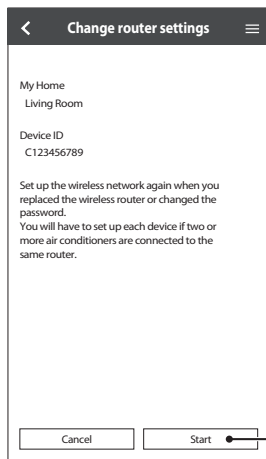 Change router settings
My Home
Living Room
Device ID
C123456789
Set up the wireless network again when you
replaced the wireless router or changed the
password.
You will have to set up each device if two or
more air conditioners are connected to the
same router.
Cancel
Start